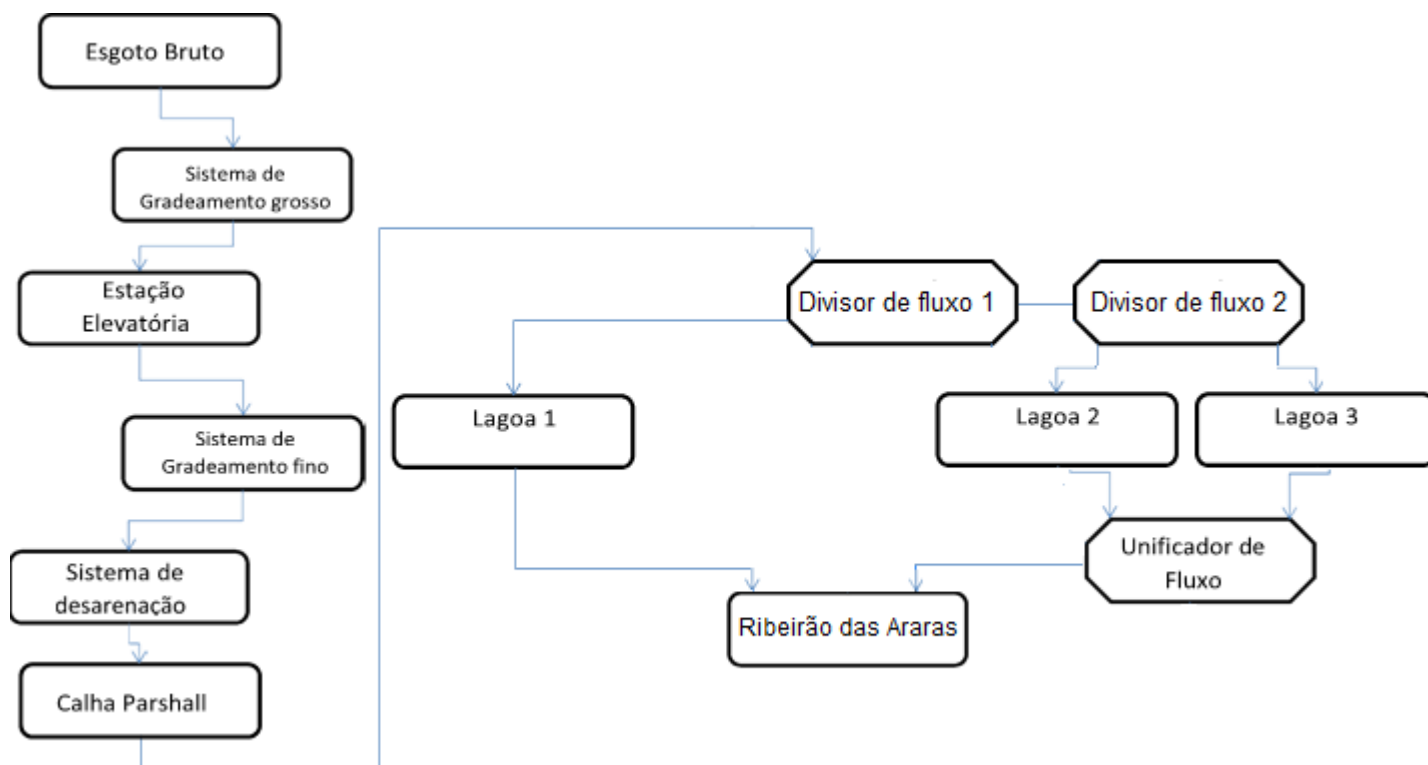 Esgoto Bruto
Sistema de
Gradeamento grosso
Estação
Elevatória
Sistema de
Gradeamento fino
Sistema de
desarenação
Calha Parshall
Divisor de fluxo 1
Divisor de fluxo 2
Lagoa 1
Lagoa 2
Lagoa 3
Unificador de
Fluxo
Ribeirão das Araras